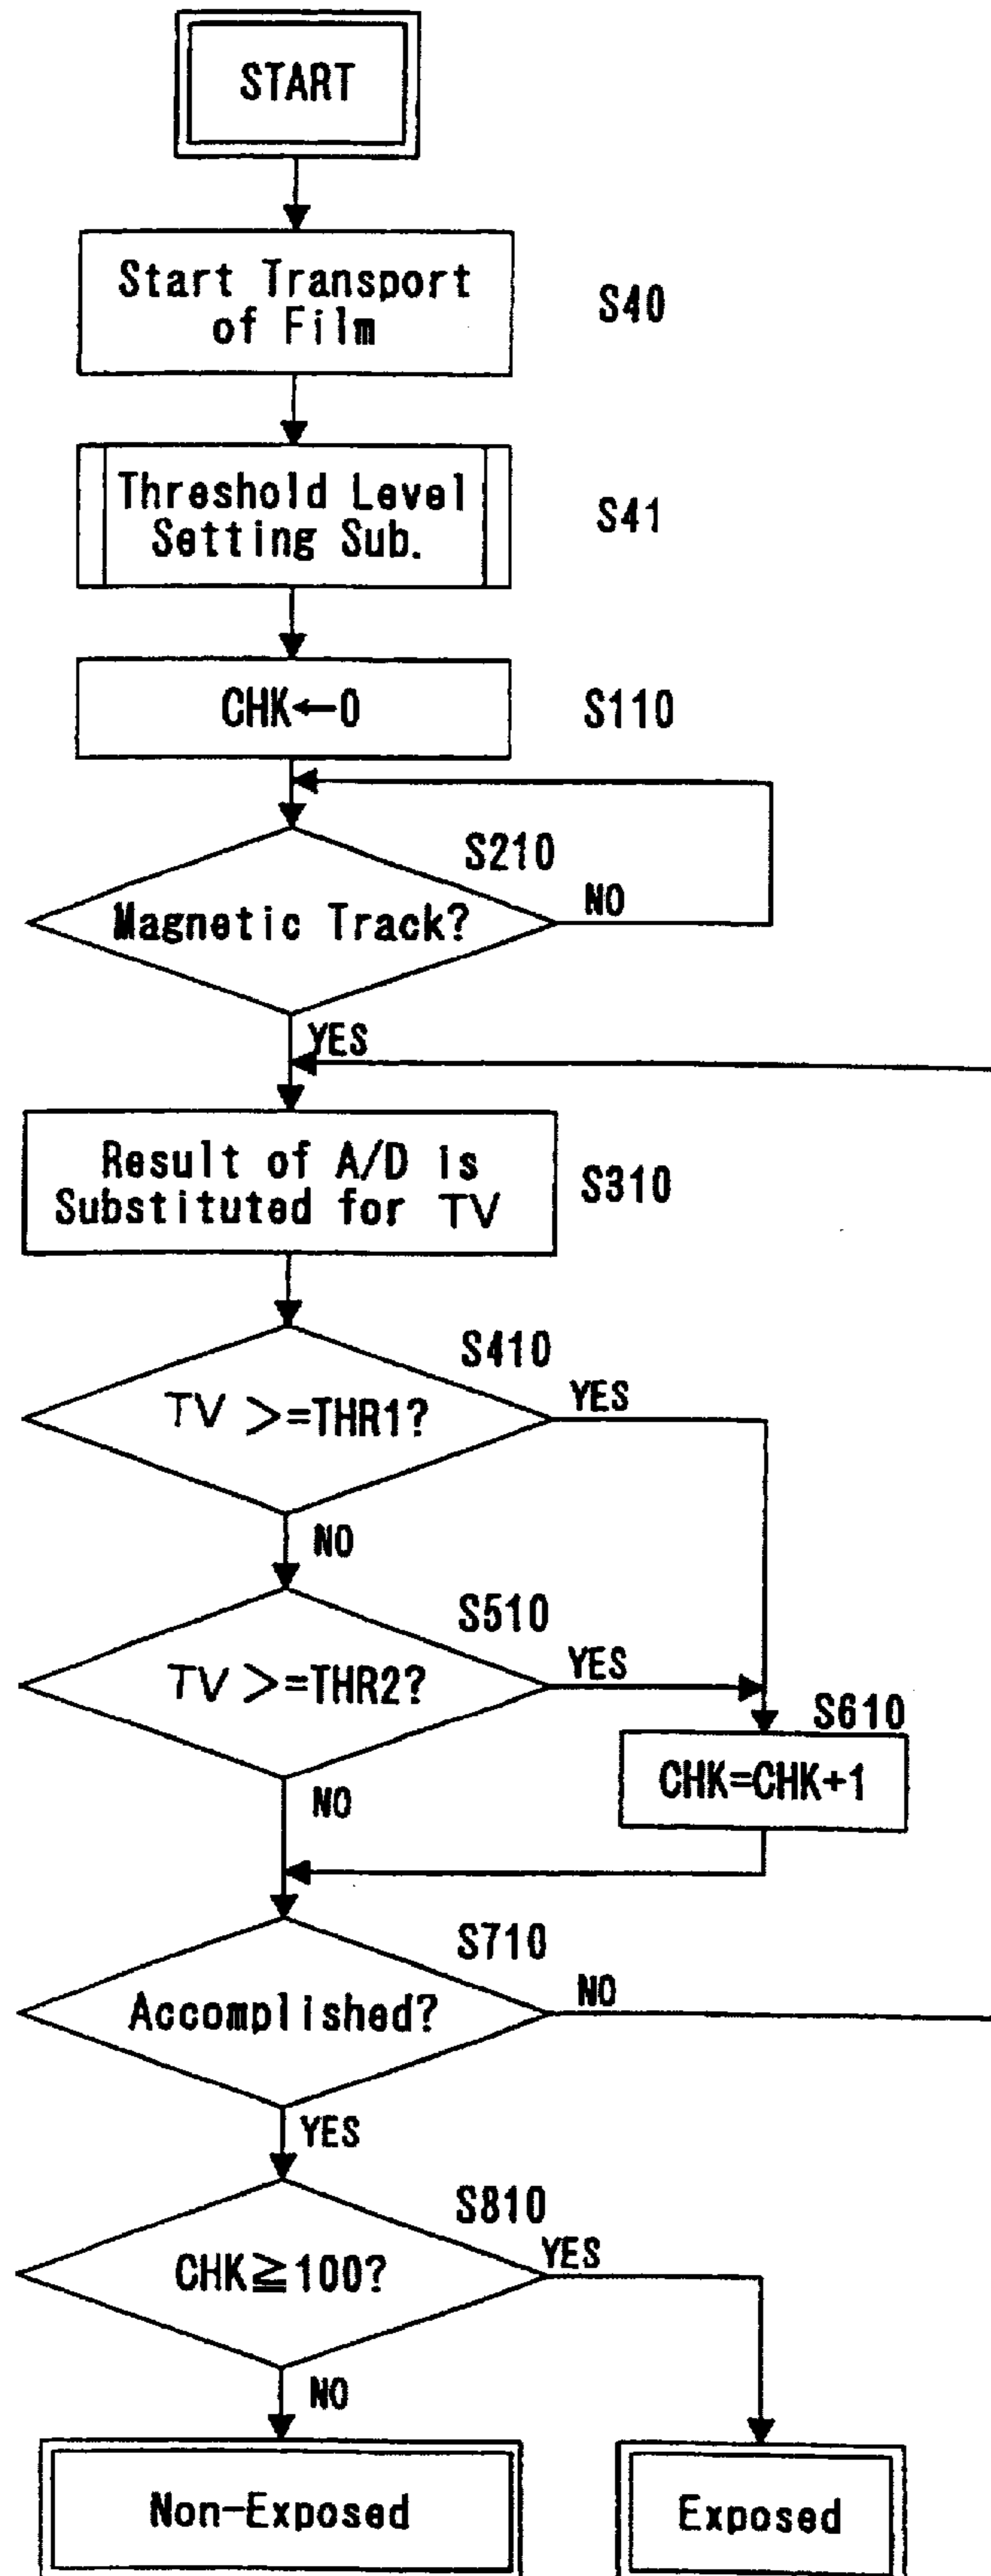 START
Start Transport
of Film
S40
Threshold Level
Setting Sub.
S41
CHK←0
S110
S210
Magnetic Track?
NO
YES
Result of A/D is
Substituted for TV
S310
S410
TV >=THR1?
YES
NO
S510
TV >=THR2?
YES
S610
CHK=CHK+1
NO
S710
Accomplished?
NO
YES
S810
CHK≧100?
YES
NO
Non-Exposed
Exposed